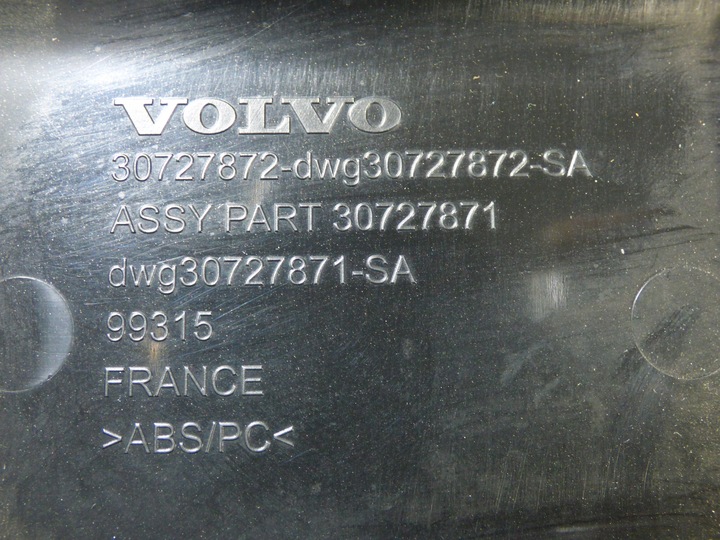 VOLVO
30727872-dwg30727872-SA
ASSY PART 30727871
dwg30727871-SA
99315
FRANCE
>ABS/PC<